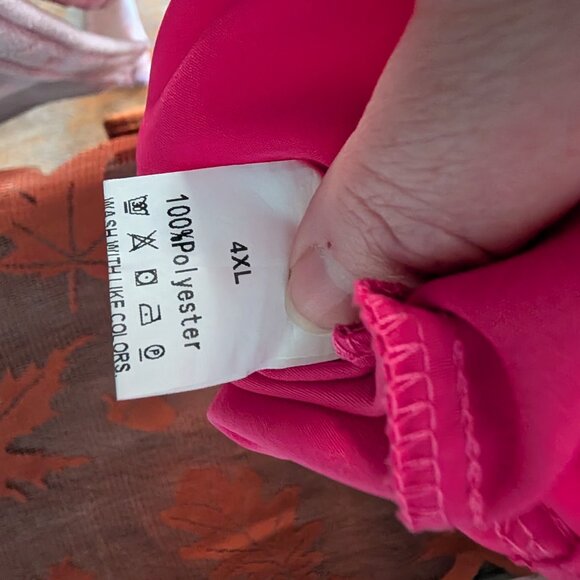 4XL
100%Polyester
WASH WITH LIKE COLORS.